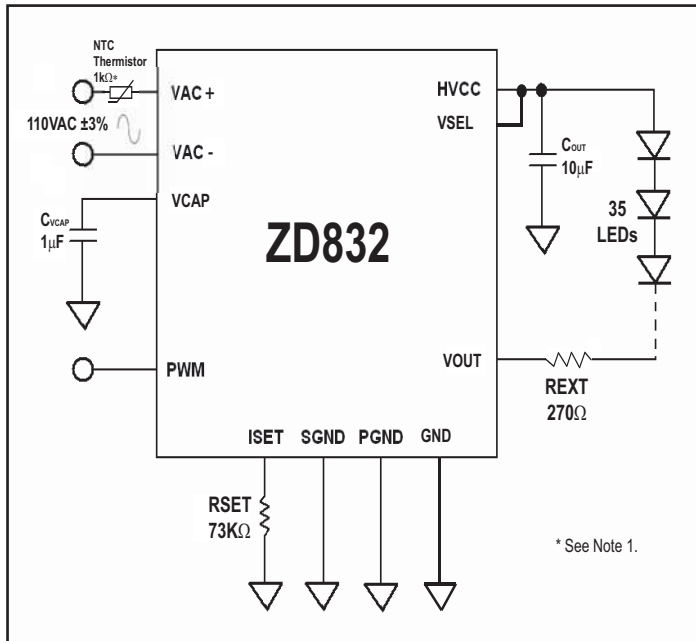 NTC
Thermistor
1kΩ*
VAC +
110VAC ±3%
VAC -
VCAP
CVCAP
1μF
PWM
ZD832
HVCC
VSEL
COUT
10μF
35
LEDs
VOUT
REXT
270Ω
ISET SGND PGND GND
RSET
73KΩ
* See Note 1.